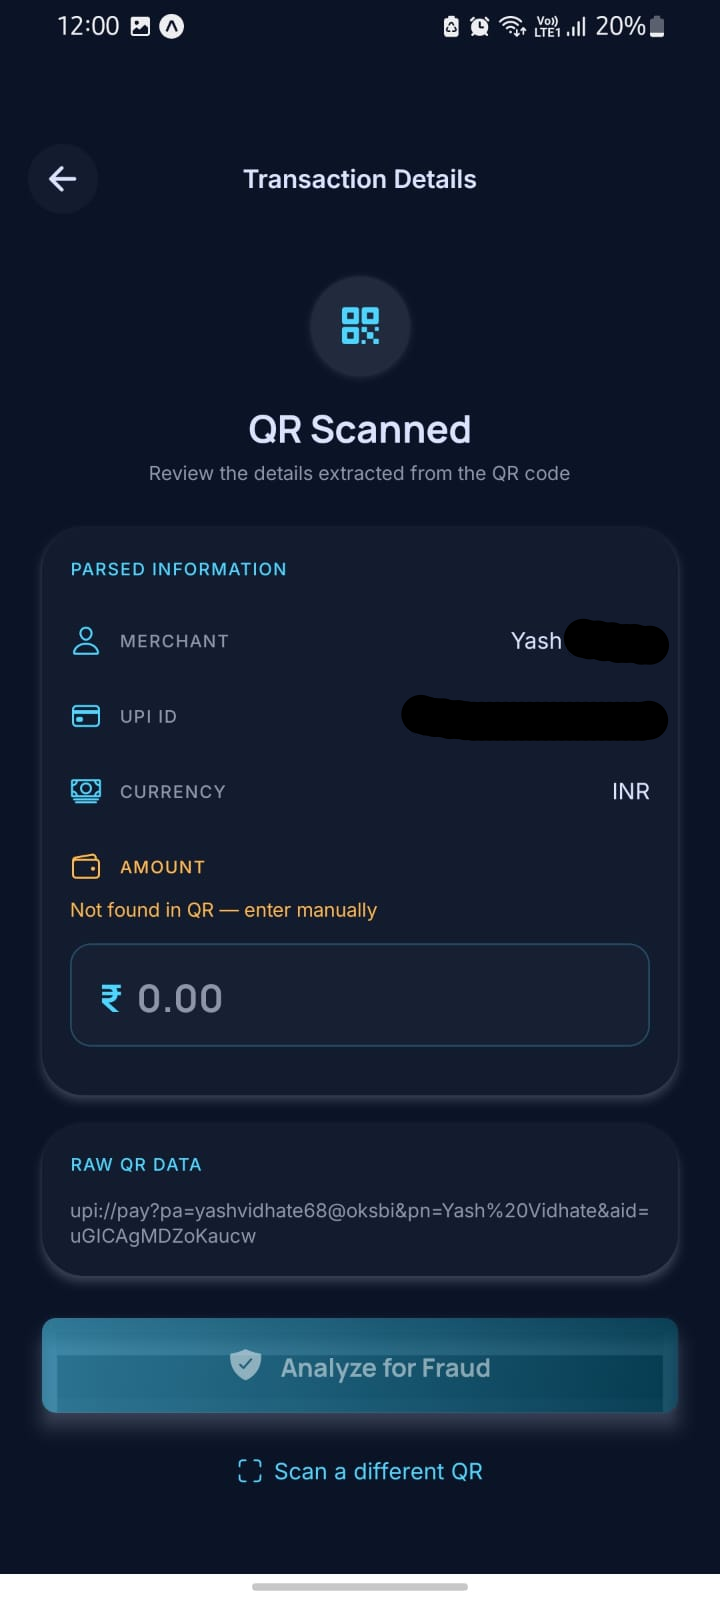 12:00
Vo))
LTE1
20%
Transaction Details
QR Scanned
Review the details extracted from the QR code
PARSED INFORMATION
MERCHANT
Yash
UPI ID
CURRENCY
INR
AMOUNT
Not found in QR — enter manually
₹ 0.00
RAW QR DATA
upi://pay?pa=yashvidhate68@oksbi&pn=Yash%20Vidhate&aid=
uGICAgMDZoKaucw
Analyze for Fraud
Scan a different QR